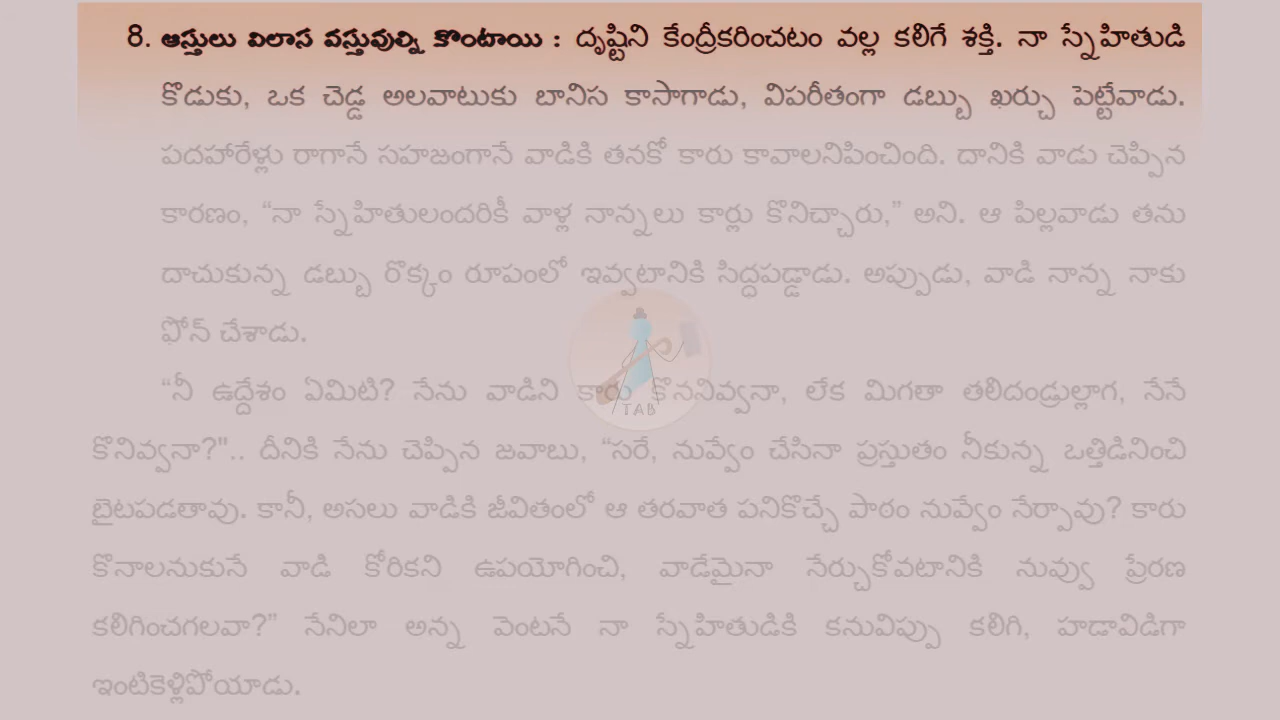 8. ఆస్తులు విలాస వస్తువుల్ని కొంటాయి : దృష్టిని కేంద్రీకరించటం వల్ల కలిగే శక్తి. నా స్నేహితుడి
కొడుకు, ఒక చెడ్డ అలవాటుకు బానిస కాసాగాడు, విపరీతంగా డబ్బు ఖర్చు పెట్టేవాడు.
పదహారేళ్లు రాగానే సహజంగానే వాడికి తనకో కారు కావాలనిపించింది. దానికి వాడు చెప్పిన
కారణం, “నా స్నేహితులందరికీ వాళ్ల నాన్నలు కార్లు కొనిచ్చారు,” అని. ఆ పిల్లవాడు తను
దాచుకున్న డబ్బు రొక్కం రూపంలో ఇవ్వటానికి సిద్ధపడ్డాడు. అప్పుడు, వాడి నాన్న నాకు
ఫోన్ చేశాడు.
“నీ ఉద్దేశం ఏమిటి? నేను వాడిని కారు కొననివ్వనా, లేక మిగతా తలిదండ్రుల్లాగ, నేనే
కొనివ్వనా?".. దీనికి నేను చెప్పిన జవాబు, “సరే, నువ్వేం చేసినా ప్రస్తుతం నీకున్న ఒత్తిడినించి
బైటపడతావు. కానీ, అసలు వాడికి జీవితంలో ఆ తరవాత పనికొచ్చే పాఠం నువ్వేం నేర్పావు? కారు
కొనాలనుకునే వాడి కోరికని ఉపయోగించి, వాడేమైనా నేర్చుకోవటానికి నువ్వు ప్రేరణ
కలిగించగలవా?” నేనిలా అన్న వెంటనే నా స్నేహితుడికి కనువిప్పు కలిగి, హడావిడిగా
ఇంటికెళ్లిపోయాడు.
TAB